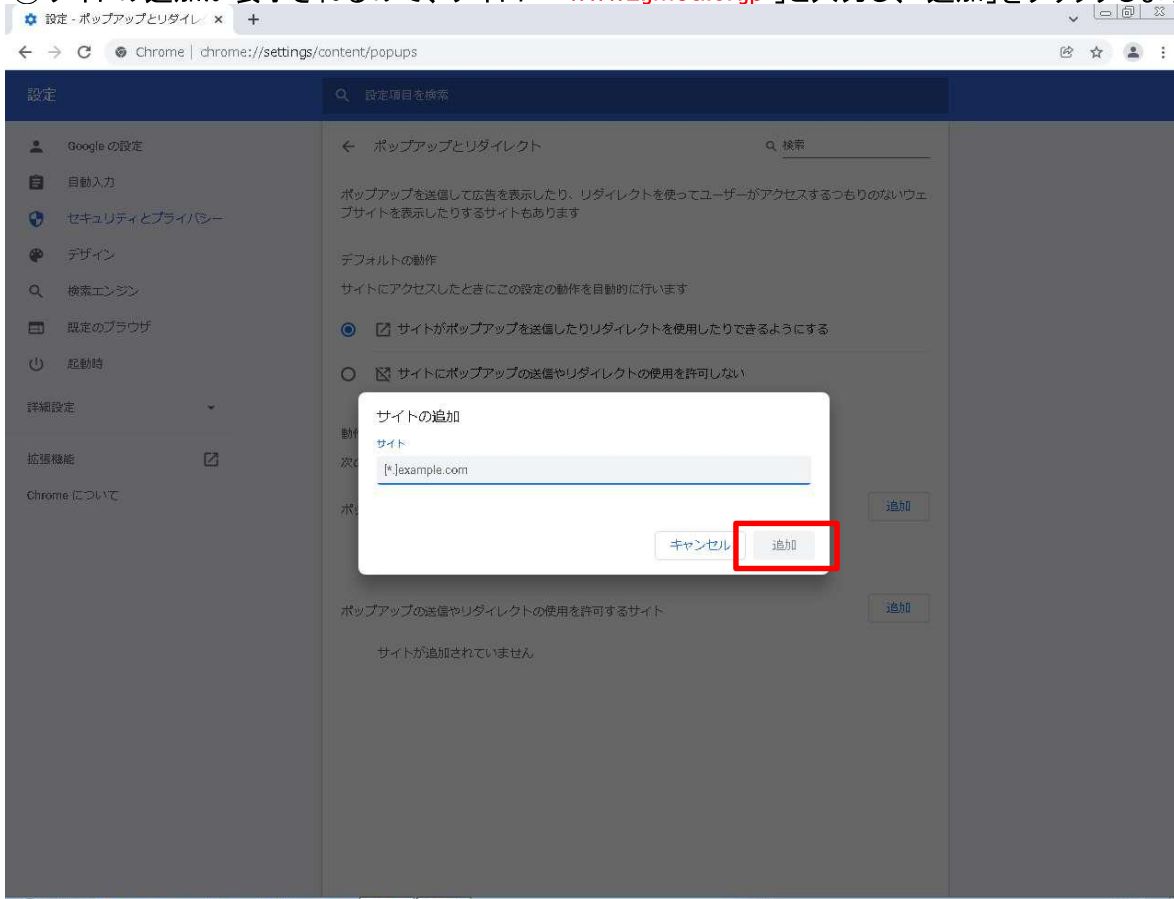 設定 - ポップアップとリダイレ
Chrome | chrome://settings/content/popups
設定
設定項目を検索
Google の設定
自動入力
セキュリティとプライバシー
デザイン
検索エンジン
既定のブラウザ
起動時
詳細設定
拡張機能
Chrome について
ポップアップとリダイレクト
検索
ポップアップを送信して広告を表示したり、リダイレクトを使ってユーザーがアクセスするつもりのないウェ
ブサイトを表示したりするサイトもあります
デフォルトの動作
サイトにアクセスしたときにこの設定の動作を自動的に行います
サイトがポップアップを送信したりリダイレクトを使用したりできるようにする
サイトにポップアップの送信やリダイレクトの使用を許可しない
サイトの追加
サイト
[*.]example.com
キャンセル
追加
追加
ポップアップの送信やリダイレクトの使用を許可するサイト
追加
サイトが追加されていません